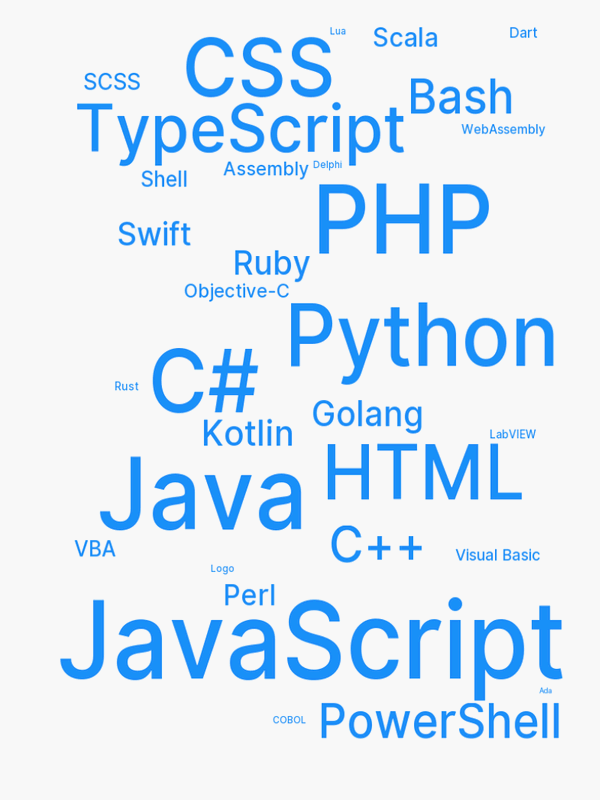 Lua
Scala
Dart
CSS
SCSS
Bash
TypeScript
WebAssembly
Assembly
Delphi
Shell
PHP
Swift
Ruby
Objective-C
Python
C#
Rust
Golang
Kotlin
LabVIEW
HTML
Java
C++
VBA
Visual Basic
Logo
Perl
JavaScript
Ada
COBOL
PowerShell